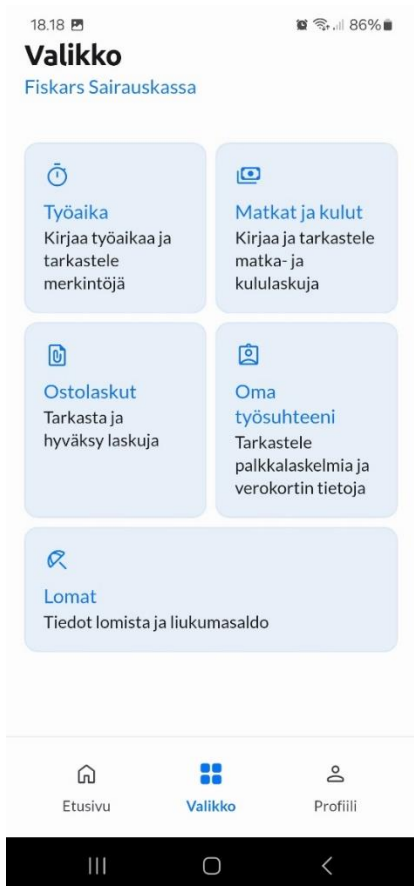 18.18 86%
Valikko
Fiskars Sairauskassa
Työaika
Kirjaa työaikaa ja
tarkastele
merkintöjä
Matkat ja kulut
Kirjaa ja tarkastele
matka- ja
kululaskuja
Ostolaskut
Tarkasta ja
hyväksy laskuja
Oma
työsuhteeni
Tarkastele
palkkalaskelmia ja
verokortin tietoja
Lomat
Tiedot lomista ja liukumasaldo
Etusivu Valikko Profiili